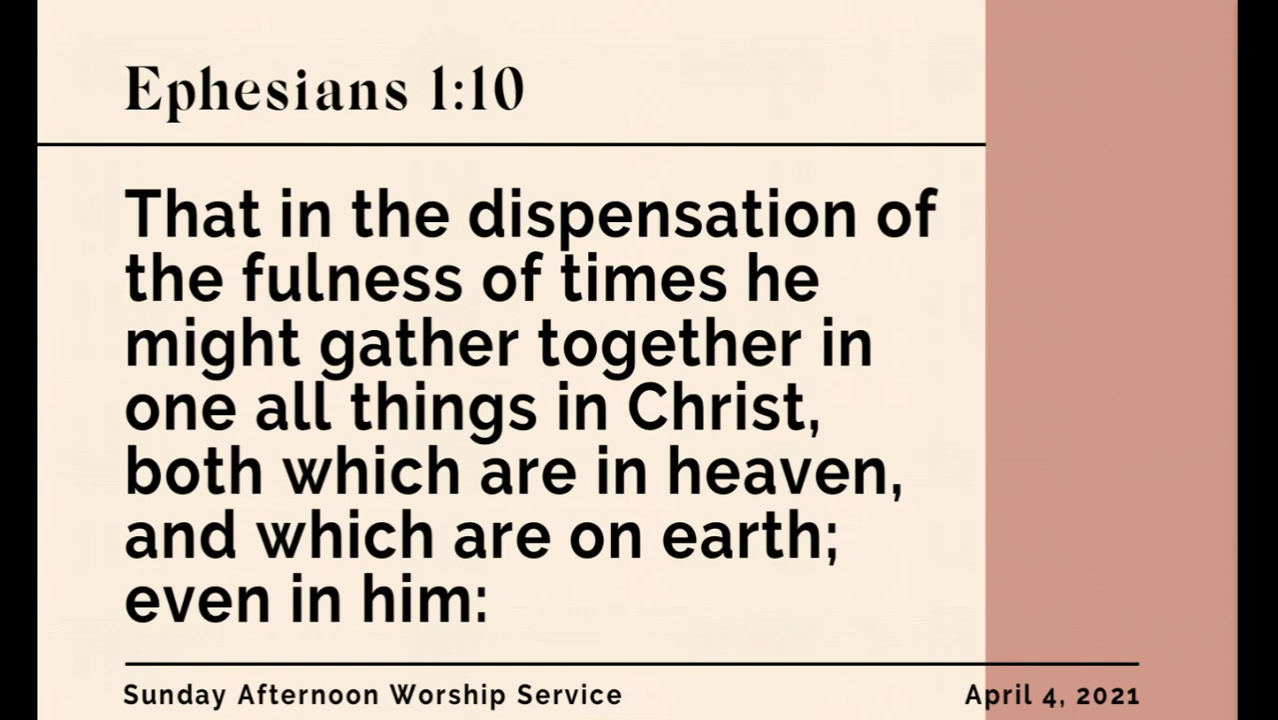 Ephesians 1:10
That in the dispensation of
the fulness of times he
might gather together in
one all things in Christ,
both which are in heaven,
and which are on earth;
even in him:
Sunday Afternoon Worship Service
April 4, 2021